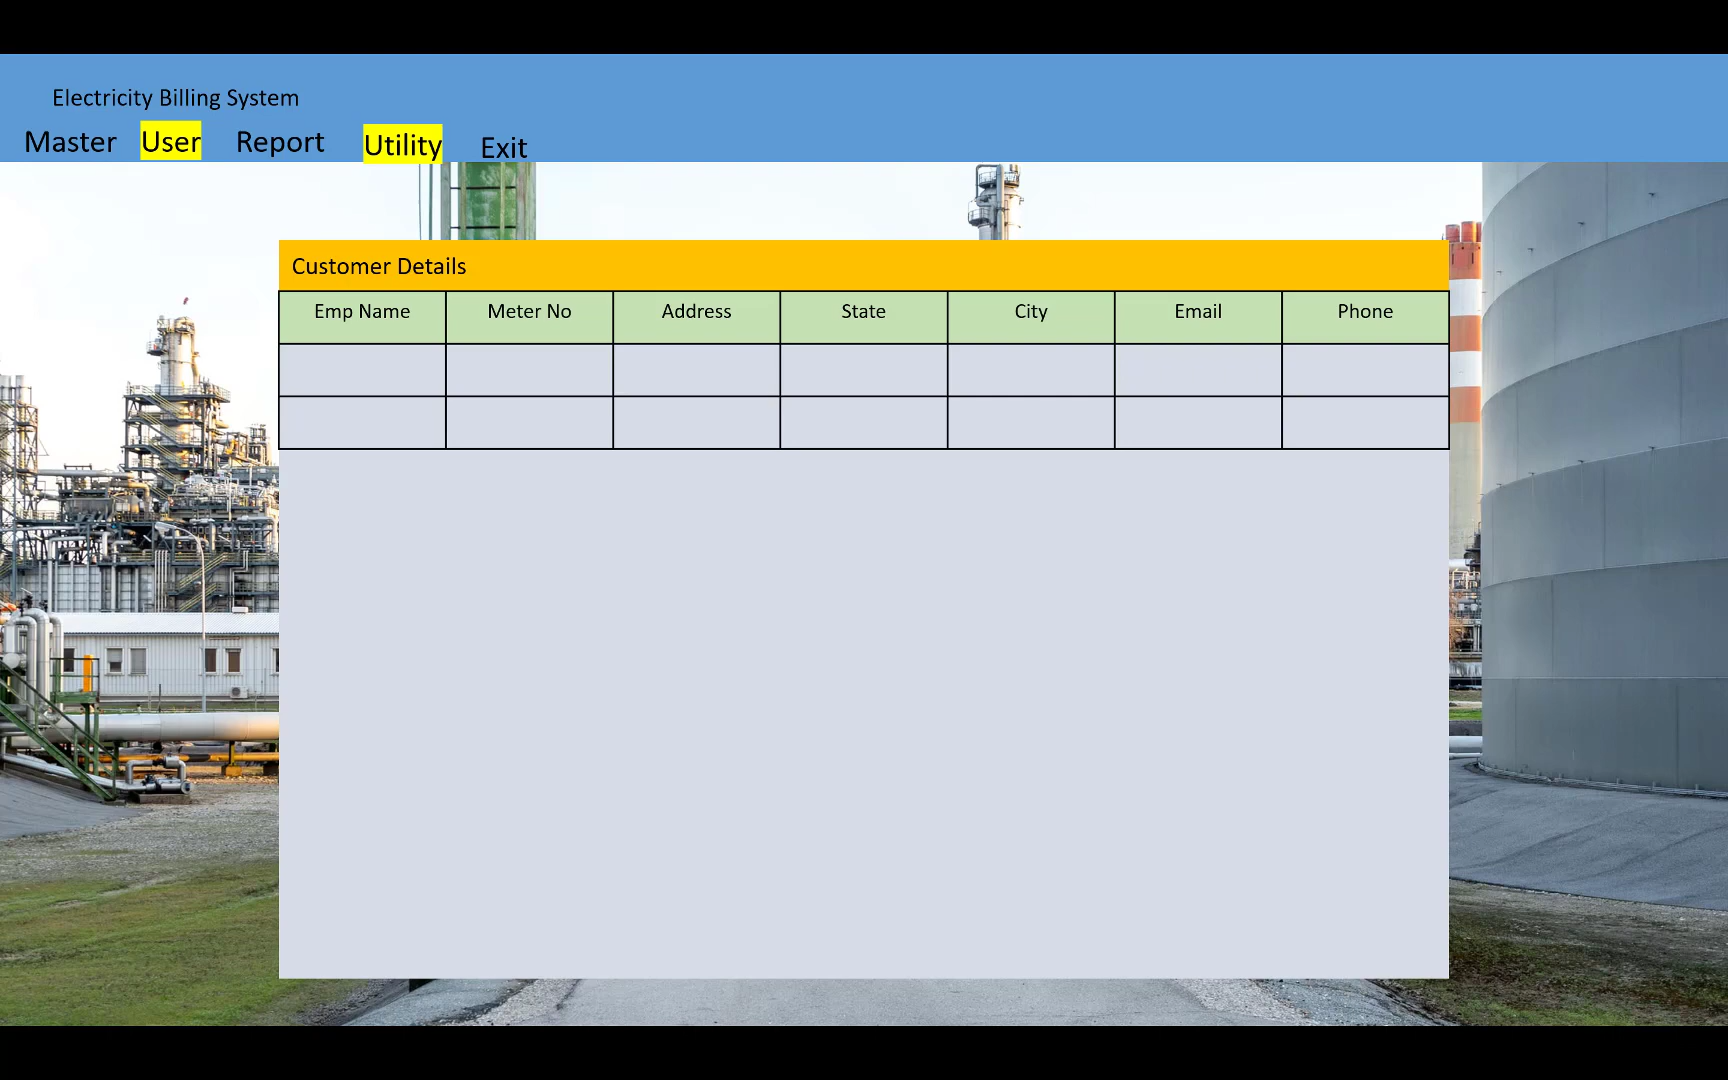 Electricity Billing System
Master User Report Utility Exit
Customer Details
Emp Name Meter No Address State City Email Phone